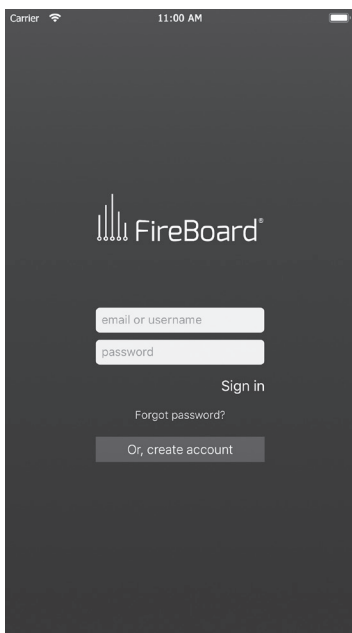 Carrier 11:00 AM
FireBoard®
email or username
password
Sign in
Forgot password?
Or, create account